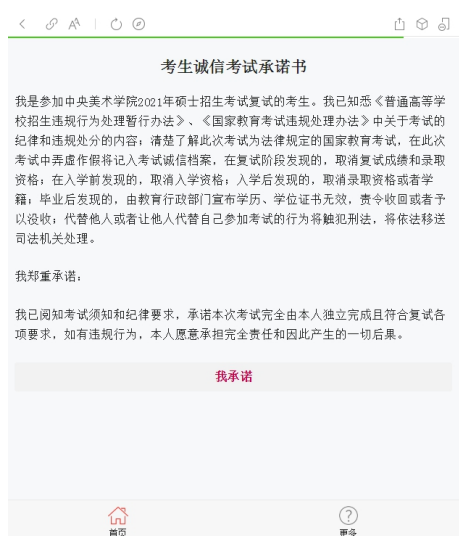 考生诚信考试承诺书
我是参加中央美术学院2021年硕士招生考试复试的考生。我已知悉《普通高等学
校招生违规行为处理暂行办法》、《国家教育考试违规处理办法》中关于考试的
纪律和违规处分的内容；清楚了解此次考试为法律规定的国家教育考试，在此次
考试中弄虚作假将记入考试诚信档案，在复试阶段发现的，取消复试成绩和录取
资格；在入学前发现的，取消入学资格；入学后发现的，取消录取资格或者学
籍；毕业后发现的，由教育行政部门宣布学历、学位证书无效，责令收回或者予
以没收；代替他人或者让他人代替自己参加考试的行为将触犯刑法，将依法移送
司法机关处理。
我郑重承诺：
我已阅知考试须知和纪律要求，承诺本次考试完全由本人独立完成且符合复试各
项要求，如有违规行为，本人愿意承担完全责任和因此产生的一切后果。
我承诺
首页
更多